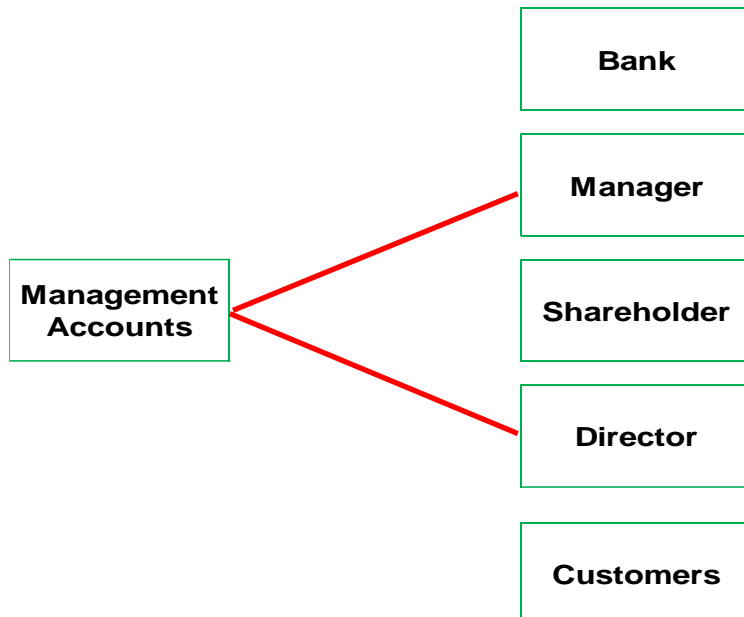 Bank
Manager
Management
Accounts
Shareholder
Director
Customers